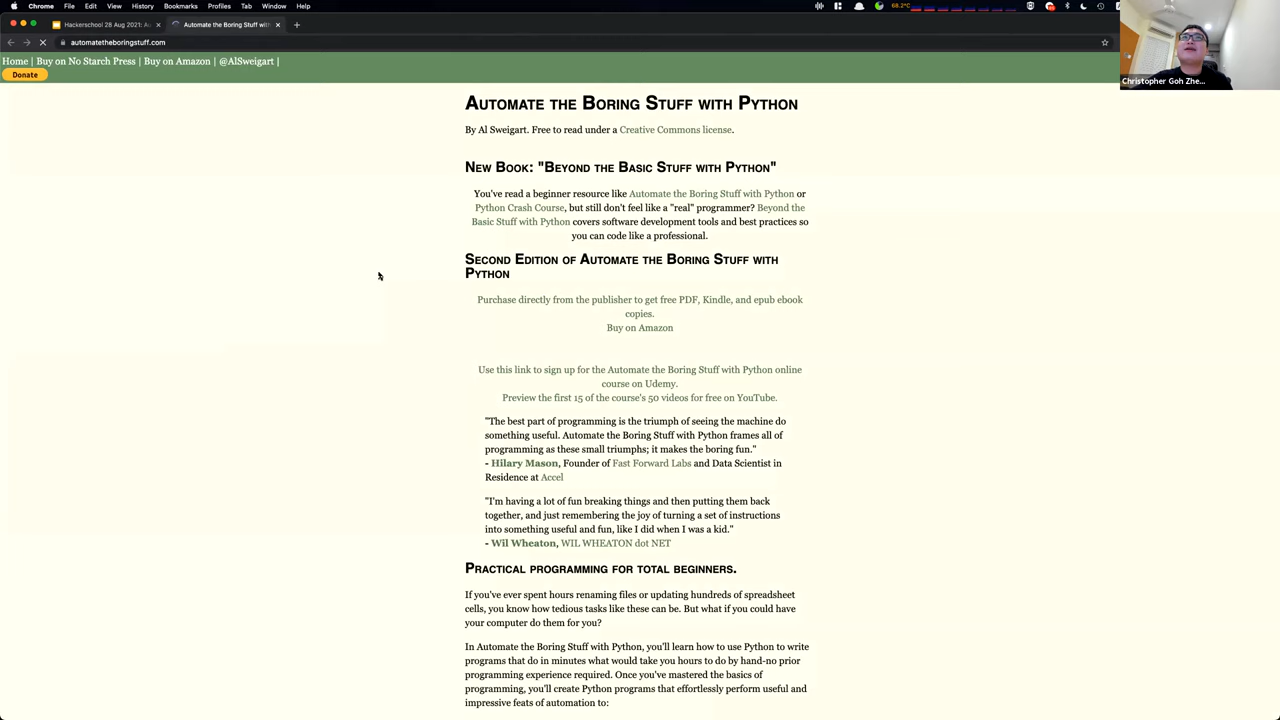 Chrome File Edit View History Bookmarks Profiles Tab Window Help
68.2°C
Hackerschool 28 Aug 2021: Au
Automate the Boring Stuff with
automatetheboringstuff.com
Home | Buy on No Starch Press | Buy on Amazon | @AlSweigart |
Donate
Christopher Goh Zhe...
Automate the Boring Stuff with Python
By Al Sweigart. Free to read under a Creative Commons license.
New Book: "Beyond the Basic Stuff with Python"
You've read a beginner resource like Automate the Boring Stuff with Python or
Python Crash Course, but still don't feel like a "real" programmer? Beyond the
Basic Stuff with Python covers software development tools and best practices so
you can code like a professional.
Second Edition of Automate the Boring Stuff with
Python
Purchase directly from the publisher to get free PDF, Kindle, and epub ebook
copies.
Buy on Amazon
Use this link to sign up for the Automate the Boring Stuff with Python online
course on Udemy.
Preview the first 15 of the course's 50 videos for free on YouTube.
"The best part of programming is the triumph of seeing the machine do
something useful. Automate the Boring Stuff with Python frames all of
programming as these small triumphs; it makes the boring fun."
- Hilary Mason, Founder of Fast Forward Labs and Data Scientist in
Residence at Accel
"I'm having a lot of fun breaking things and then putting them back
together, and just remembering the joy of turning a set of instructions
into something useful and fun, like I did when I was a kid."
- Wil Wheaton, WIL WHEATON dot NET
Practical programming for total beginners.
If you've ever spent hours renaming files or updating hundreds of spreadsheet
cells, you know how tedious tasks like these can be. But what if you could have
your computer do them for you?
In Automate the Boring Stuff with Python, you'll learn how to use Python to write
programs that do in minutes what would take you hours to do by hand-no prior
programming experience required. Once you've mastered the basics of
programming, you'll create Python programs that effortlessly perform useful and
impressive feats of automation to: